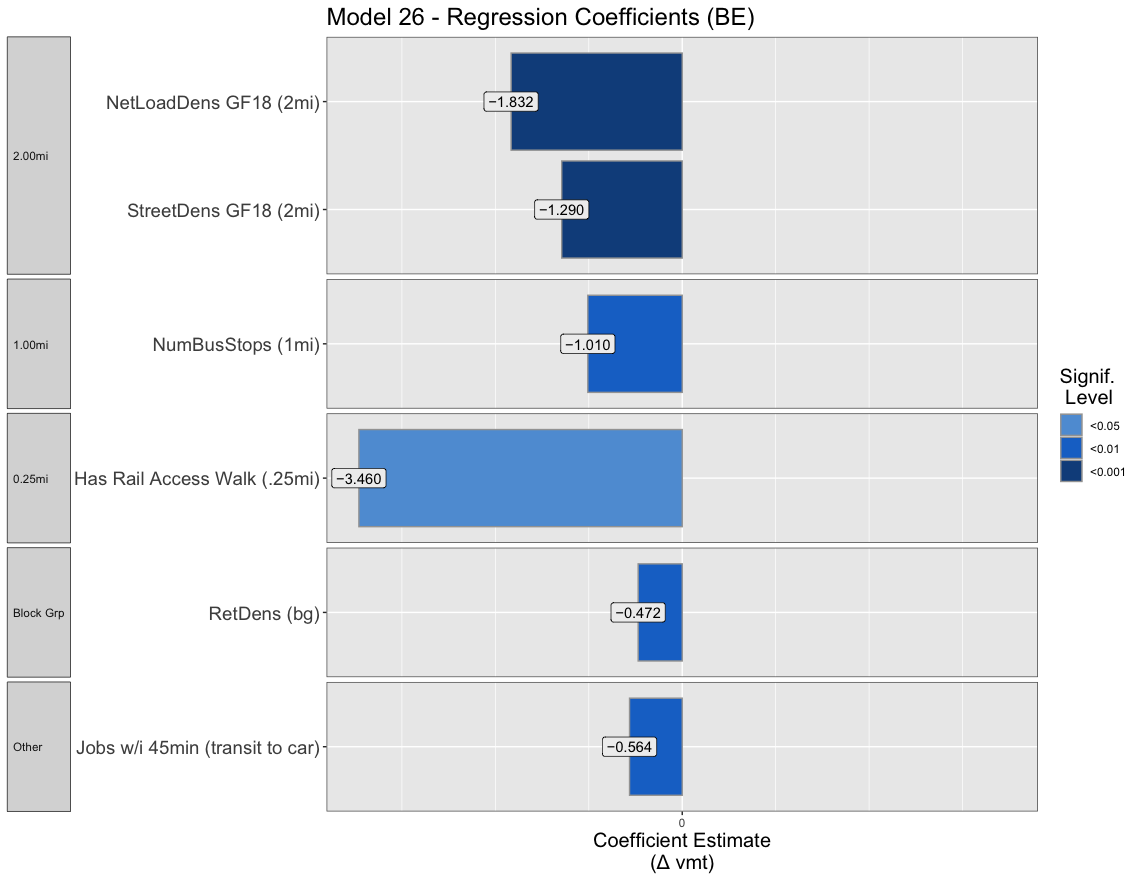 Model 26 - Regression Coefficients (BE)
2.00mi
NetLoadDens GF18 (2mi)
−1.832
StreetDens GF18 (2mi)
−1.290
1.00mi
NumBusStops (1mi)
−1.010
0.25mi
Has Rail Access Walk (.25mi)
−3.460
Block Grp
RetDens (bg)
−0.472
Other
Jobs w/i 45min (transit to car)
−0.564
0
Coefficient Estimate
(Δ vmt)
Signif.
Level
<0.05
<0.01
<0.001